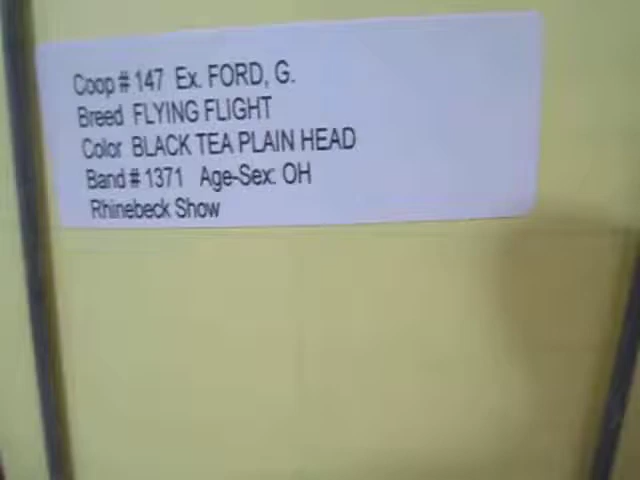 Coop # 147 Ex. FORD, G.
Breed FLYING FLIGHT
Color BLACK TEA PLAIN HEAD
Band # 1371 Age-Sex: OH
Rhinebeck Show